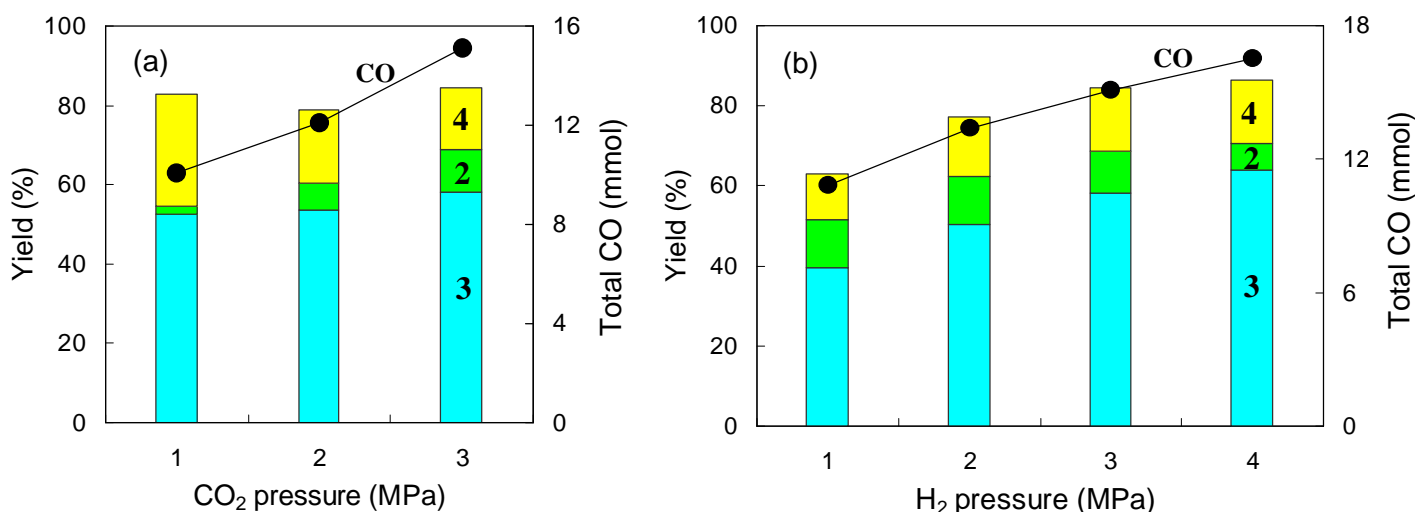 (a)
CO
4
2
3
100
80
60
40
20
0
Yield (%)
16
12
8
4
0
Total CO (mmol)
1 2 3
CO₂ pressure (MPa)
(b)
CO
4
2
3
100
80
60
40
20
0
Yield (%)
18
12
6
0
Total CO (mmol)
1 2 3 4
H₂ pressure (MPa)